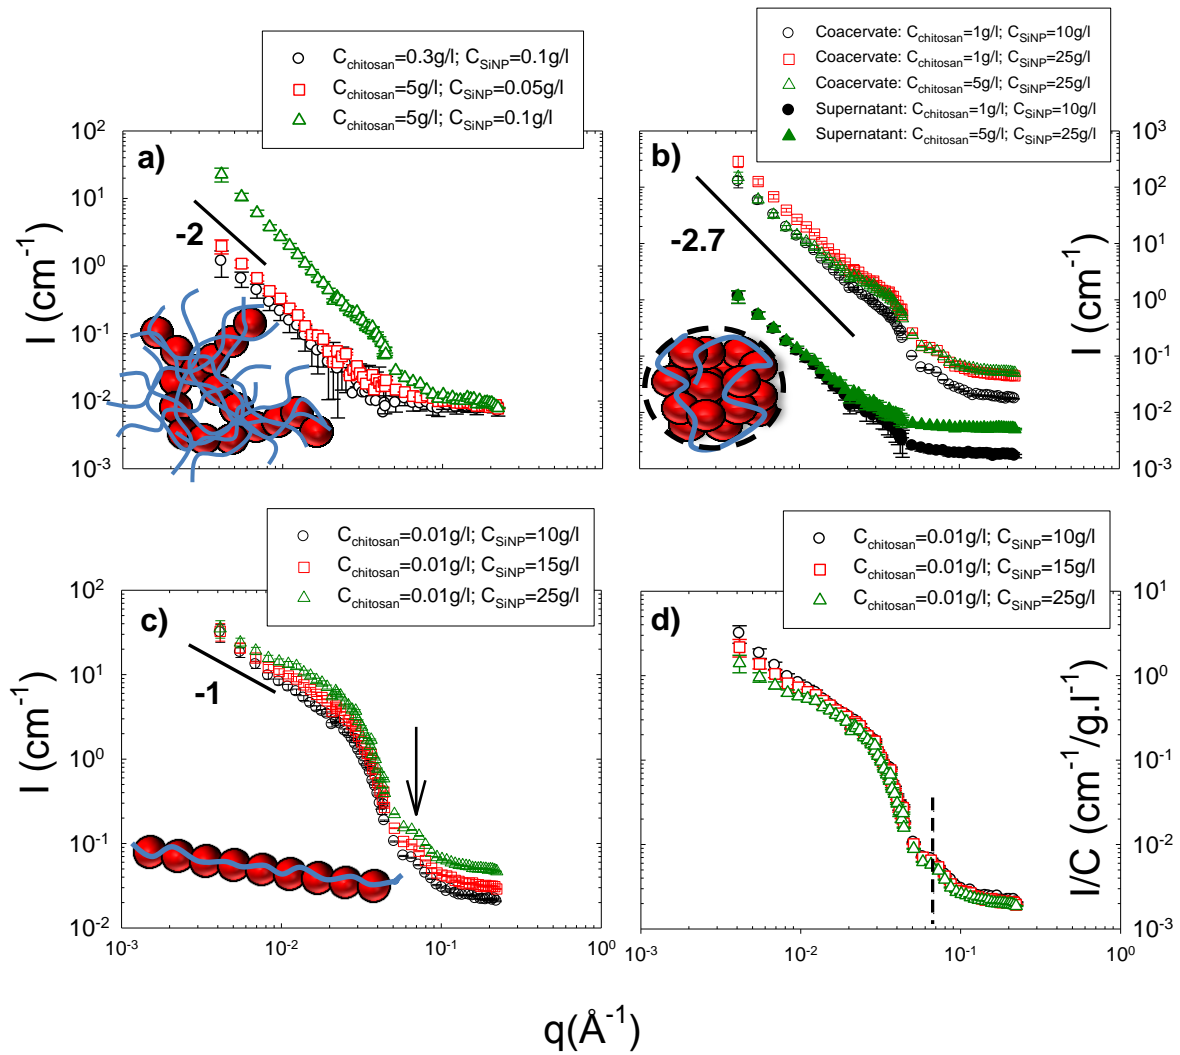 C_chitosan=0.3g/l; C_SiNP=0.1g/l
C_chitosan=5g/l; C_SiNP=0.05g/l
C_chitosan=5g/l; C_SiNP=0.1g/l
a)
10^2
10^1
10^0
10^-1
10^-2
10^-3
I (cm^-1)
-2
Coacervate: C_chitosan=1g/l; C_SiNP=10g/l
Coacervate: C_chitosan=1g/l; C_SiNP=25g/l
Coacervate: C_chitosan=5g/l; C_SiNP=25g/l
Supernatant: C_chitosan=1g/l; C_SiNP=10g/l
Supernatant: C_chitosan=5g/l; C_SiNP=25g/l
b)
-2.7
10^3
10^2
10^1
10^0
10^-1
10^-2
10^-3
I (cm^-1)
C_chitosan=0.01g/l; C_SiNP=10g/l
C_chitosan=0.01g/l; C_SiNP=15g/l
C_chitosan=0.01g/l; C_SiNP=25g/l
c)
10^2
10^1
10^0
10^-1
10^-2
I (cm^-1)
-1
10^-3 10^-2 10^-1 10^0
C_chitosan=0.01g/l; C_SiNP=10g/l
C_chitosan=0.01g/l; C_SiNP=15g/l
C_chitosan=0.01g/l; C_SiNP=25g/l
d)
10^1
10^0
10^-1
10^-2
10^-3
I/C (cm^-1/g.l^-1)
10^-3 10^-2 10^-1 10^0
q(Å^-1)